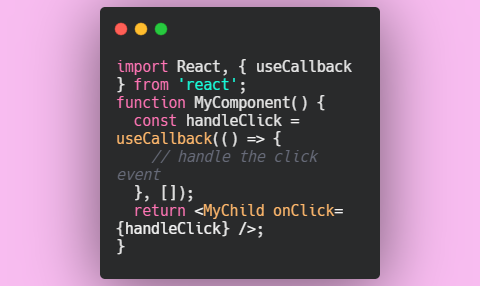 import React, { useCallback
} from 'react';
function MyComponent() {
  const handleClick =
useCallback(() => {
    // handle the click
event
  }, []);
  return <MyChild onClick=
{handleClick} />;
}